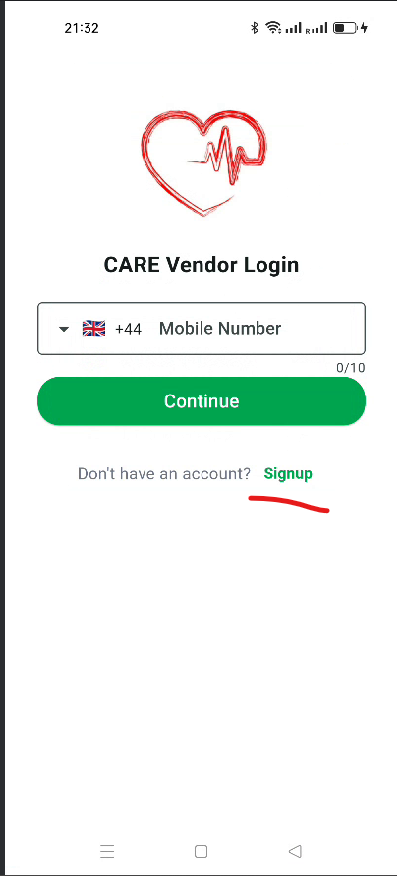 21:32
CARE Vendor Login
+44 Mobile Number
0/10
Continue
Don't have an account? Signup